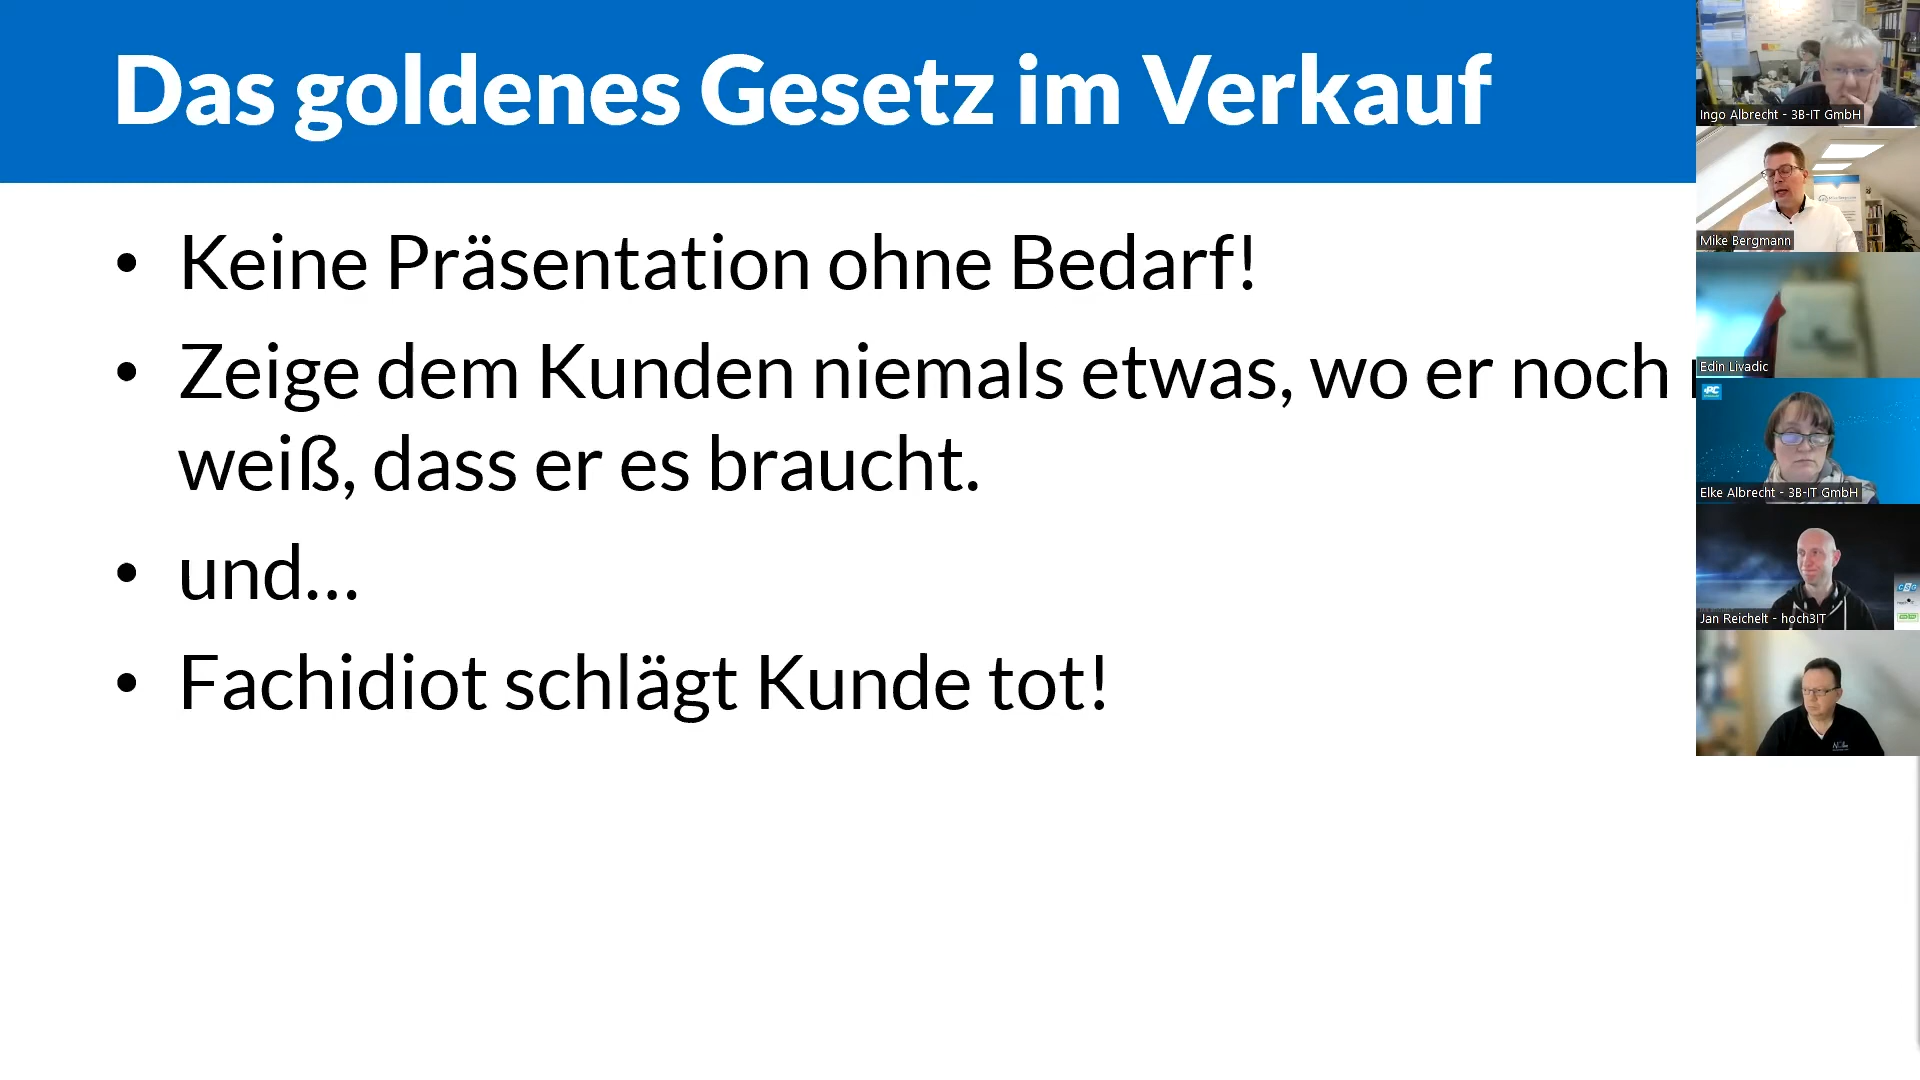 Das goldenes Gesetz im Verkauf
• Keine Präsentation ohne Bedarf!
• Zeige dem Kunden niemals etwas, wo er noch
weiß, dass er es braucht.
• und...
• Fachidiot schlägt Kunde tot!
Ingo Albrecht - 3B-IT GmbH
Mike Bergmann
Edin Livadic
PC
Elke Albrecht - 3B-IT GmbH
Jan Reichelt - hoch3IT